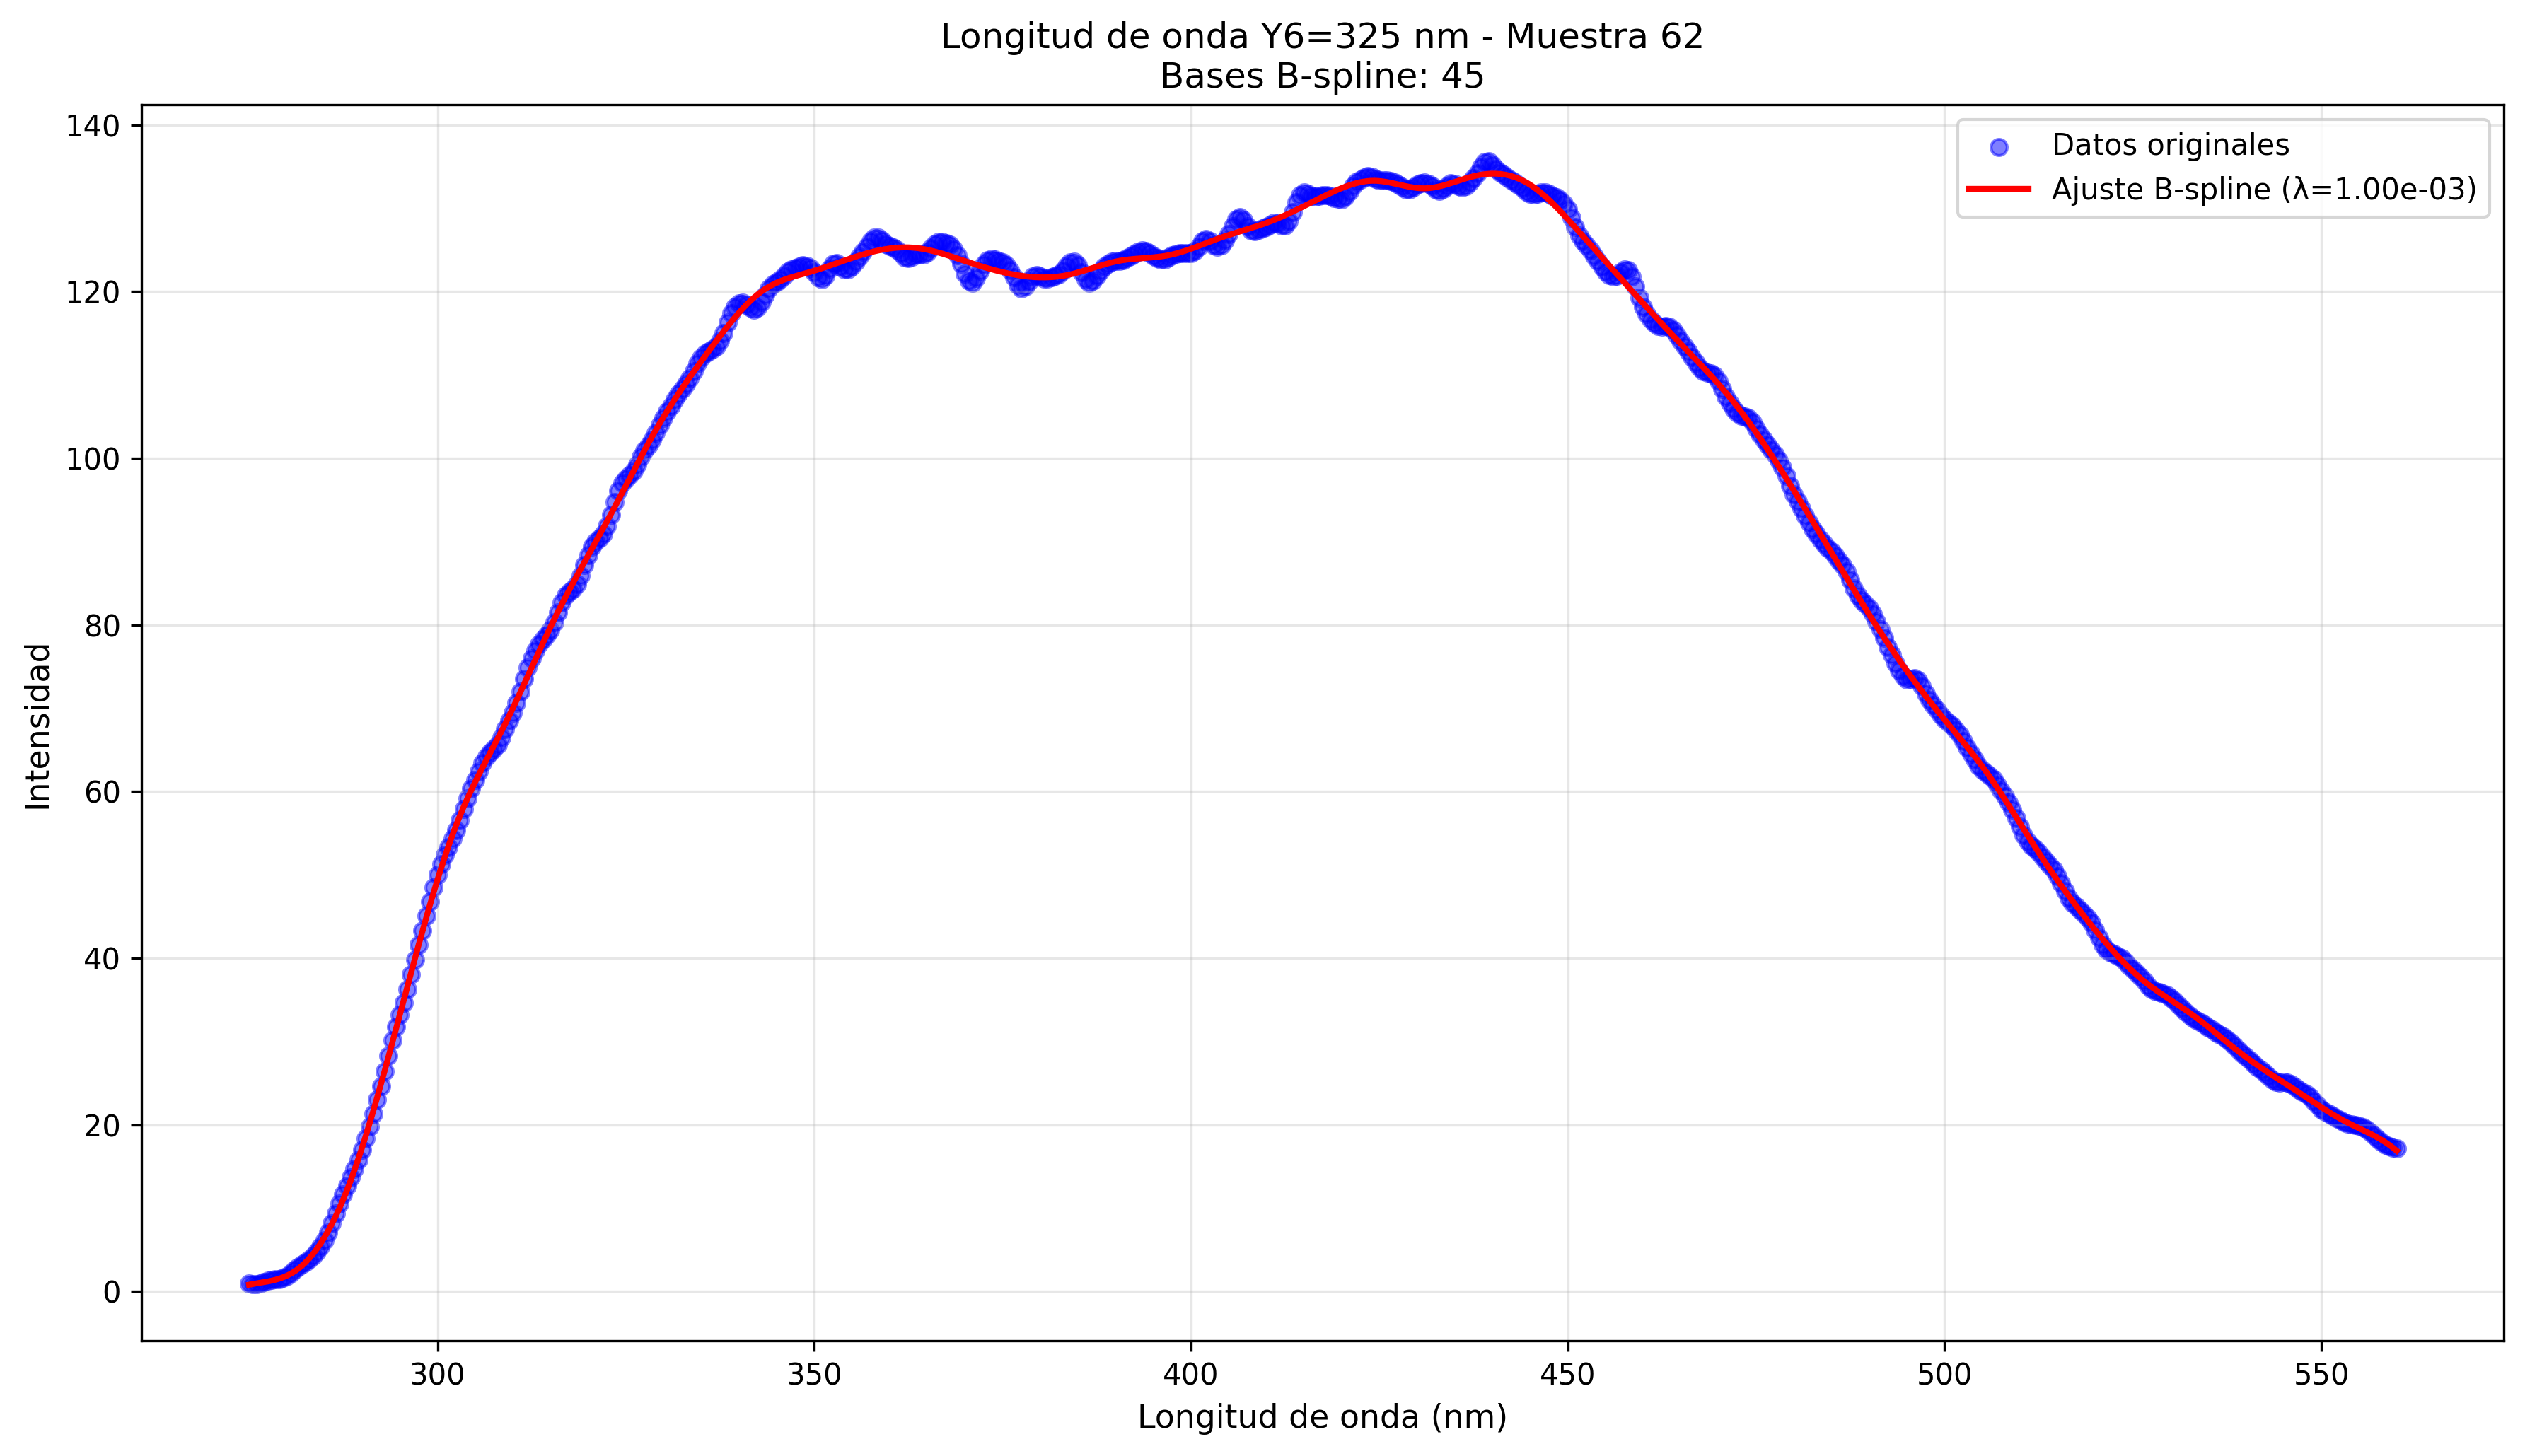 Longitud de onda Y6=325 nm - Muestra 62
Bases B-spline: 45
Datos originales
Ajuste B-spline (λ=1.00e-03)
Intensidad
140
120
100
80
60
40
20
0
300 350 400 450 500 550
Longitud de onda (nm)